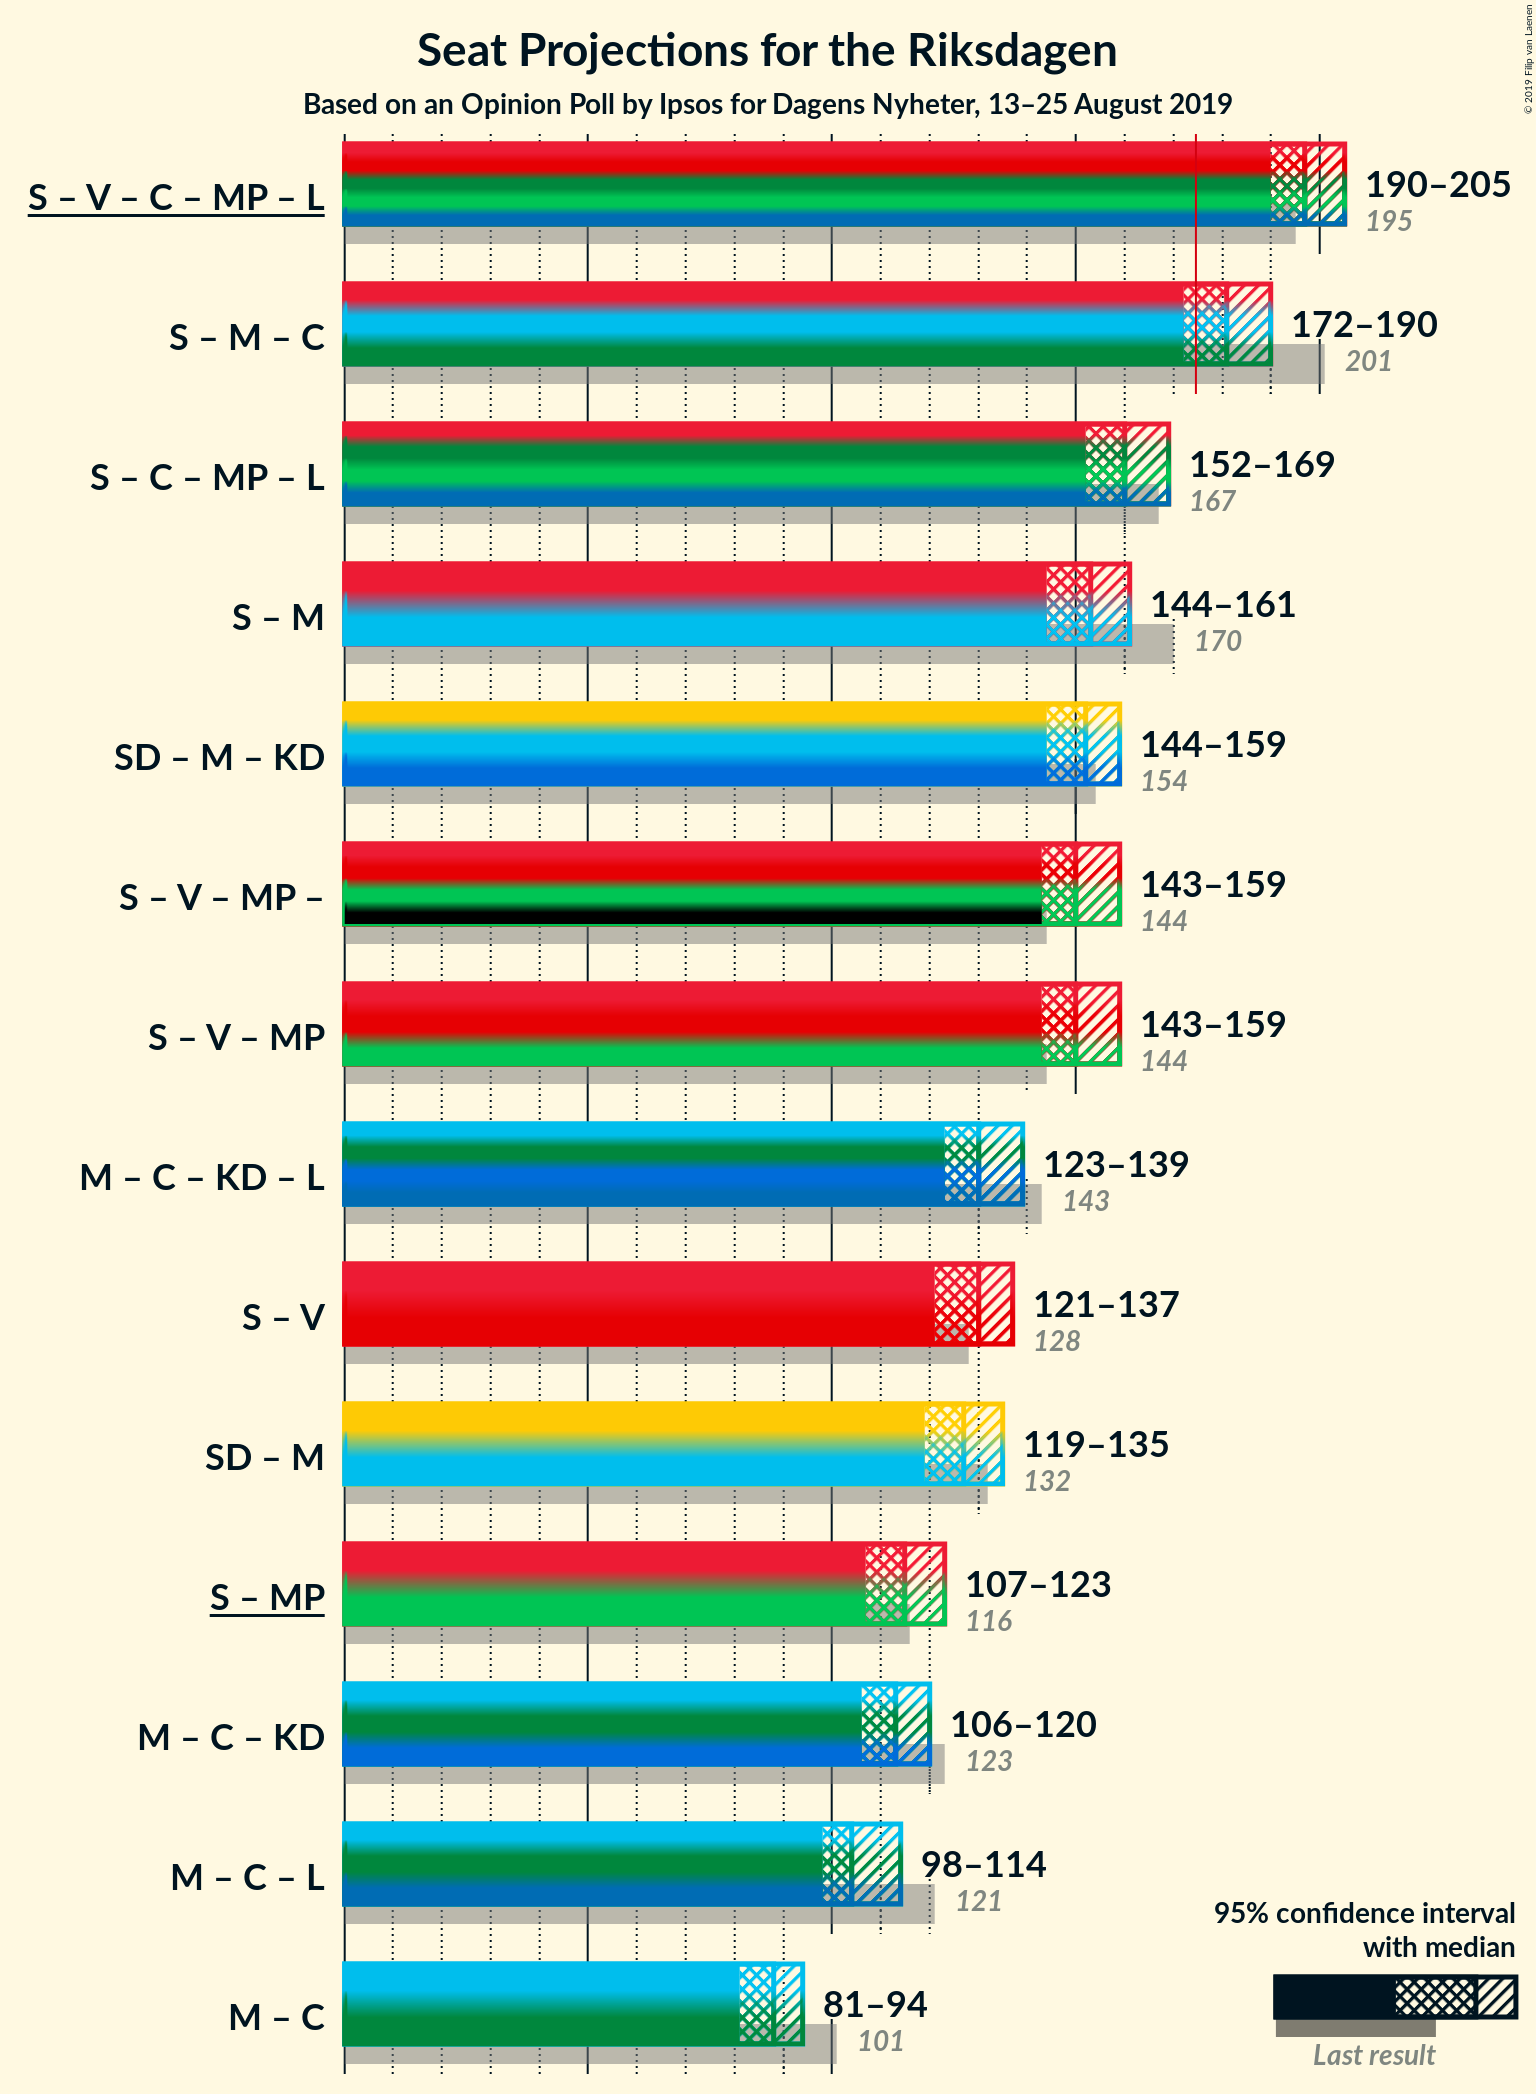 Seat Projections for the Riksdagen
Based on an Opinion Poll by Ipsos for Dagens Nyheter, 13–25 August 2019
© 2019 Filip van Laenen
S – V – C – MP – L
190–205
195
S – M – C
172–190
201
S – C – MP – L
152–169
167
S – M
144–161
170
SD – M – KD
144–159
154
S – V – MP –
143–159
144
S – V – MP
143–159
144
M – C – KD – L
123–139
143
S – V
121–137
128
SD – M
119–135
132
S – MP
107–123
116
M – C – KD
106–120
123
M – C – L
98–114
121
M – C
81–94
101
95% confidence interval
with median
Last result